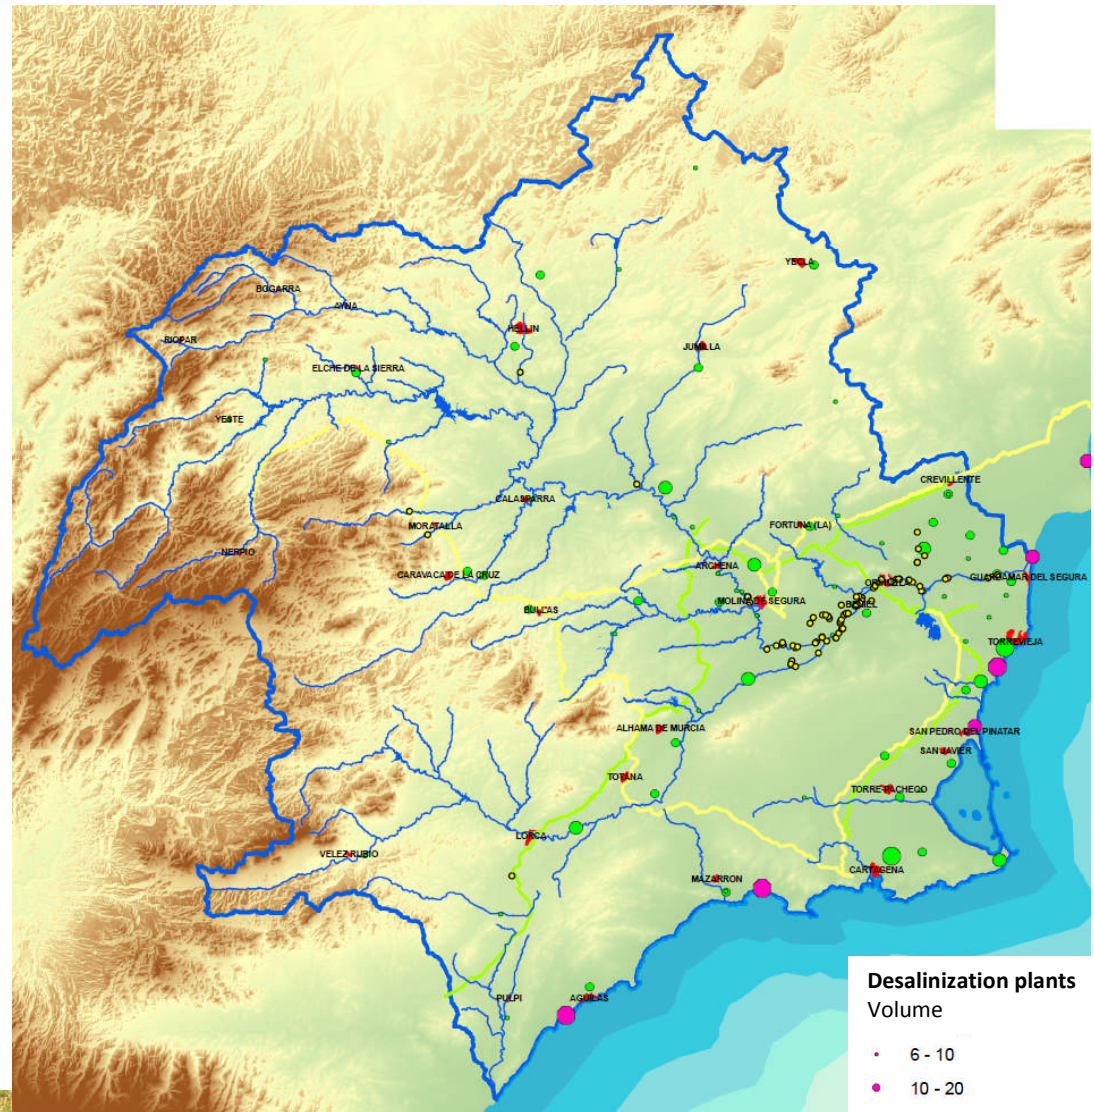 YECLA
BOGARRA
AYNA
HELLIN
RIOPAR
JUMILLA
ELCHE DE LA SIERRA
YESTE
CREVILLENTE
CALASPARRA
MORATALLA
FORTUNA (LA)
NERPIO
ARCHENA
CARAVACA DE LA CRUZ
GUARDAMAR DEL SEGURA
ORIHUELA
MOLINA DE SEGURA
BENIEL
BULLAS
TORREVIEJA
ALHAMA DE MURCIA
SAN PEDRO DEL PINATAR
SAN JAVIER
TOTANA
TORRE-PACHECO
LORCA
VELEZ RUBIO
CARTAGENA
MAZARRON
PULPI
AGUILAS
Desalinization plants
Volume
6 - 10
10 - 20